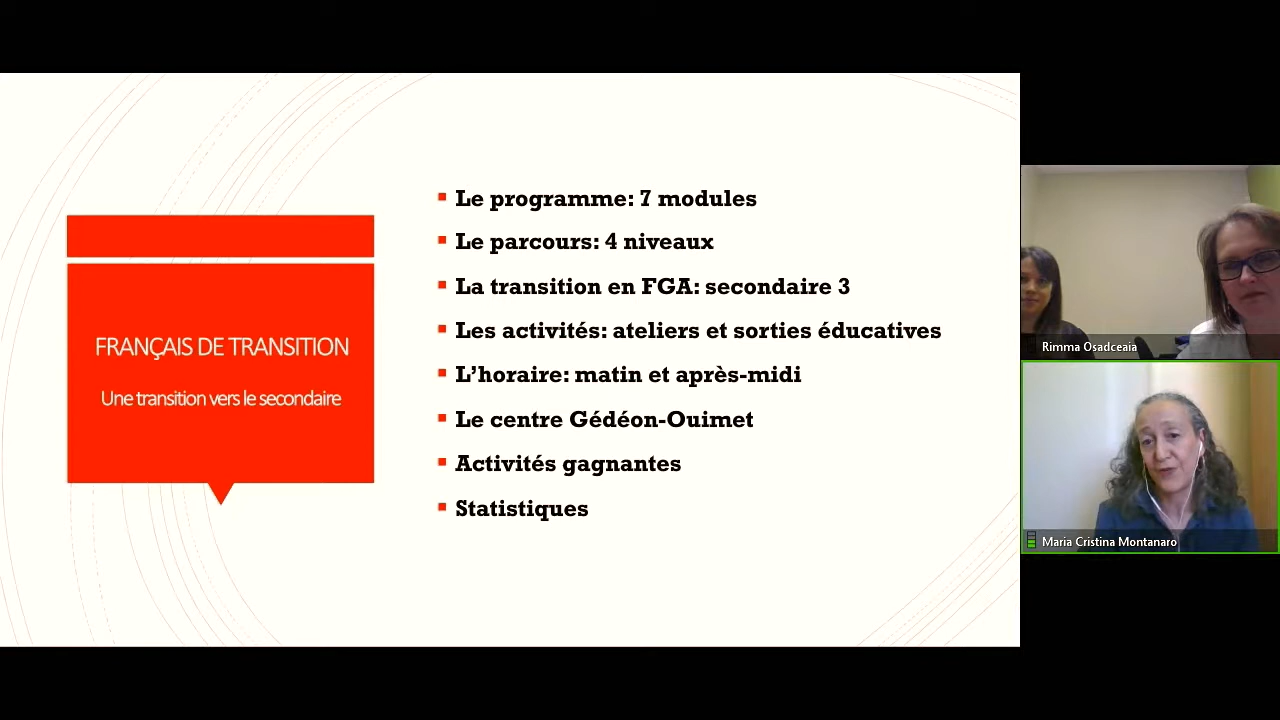 FRANÇAIS DE TRANSITION
Une transition vers le secondaire
Le programme: 7 modules
Le parcours: 4 niveaux
La transition en FGA: secondaire 3
Les activités: ateliers et sorties éducatives
L’horaire: matin et après-midi
Le centre Gédéon-Ouimet
Activités gagnantes
Statistiques
Rimma Osadceaia
Maria Cristina Montanaro